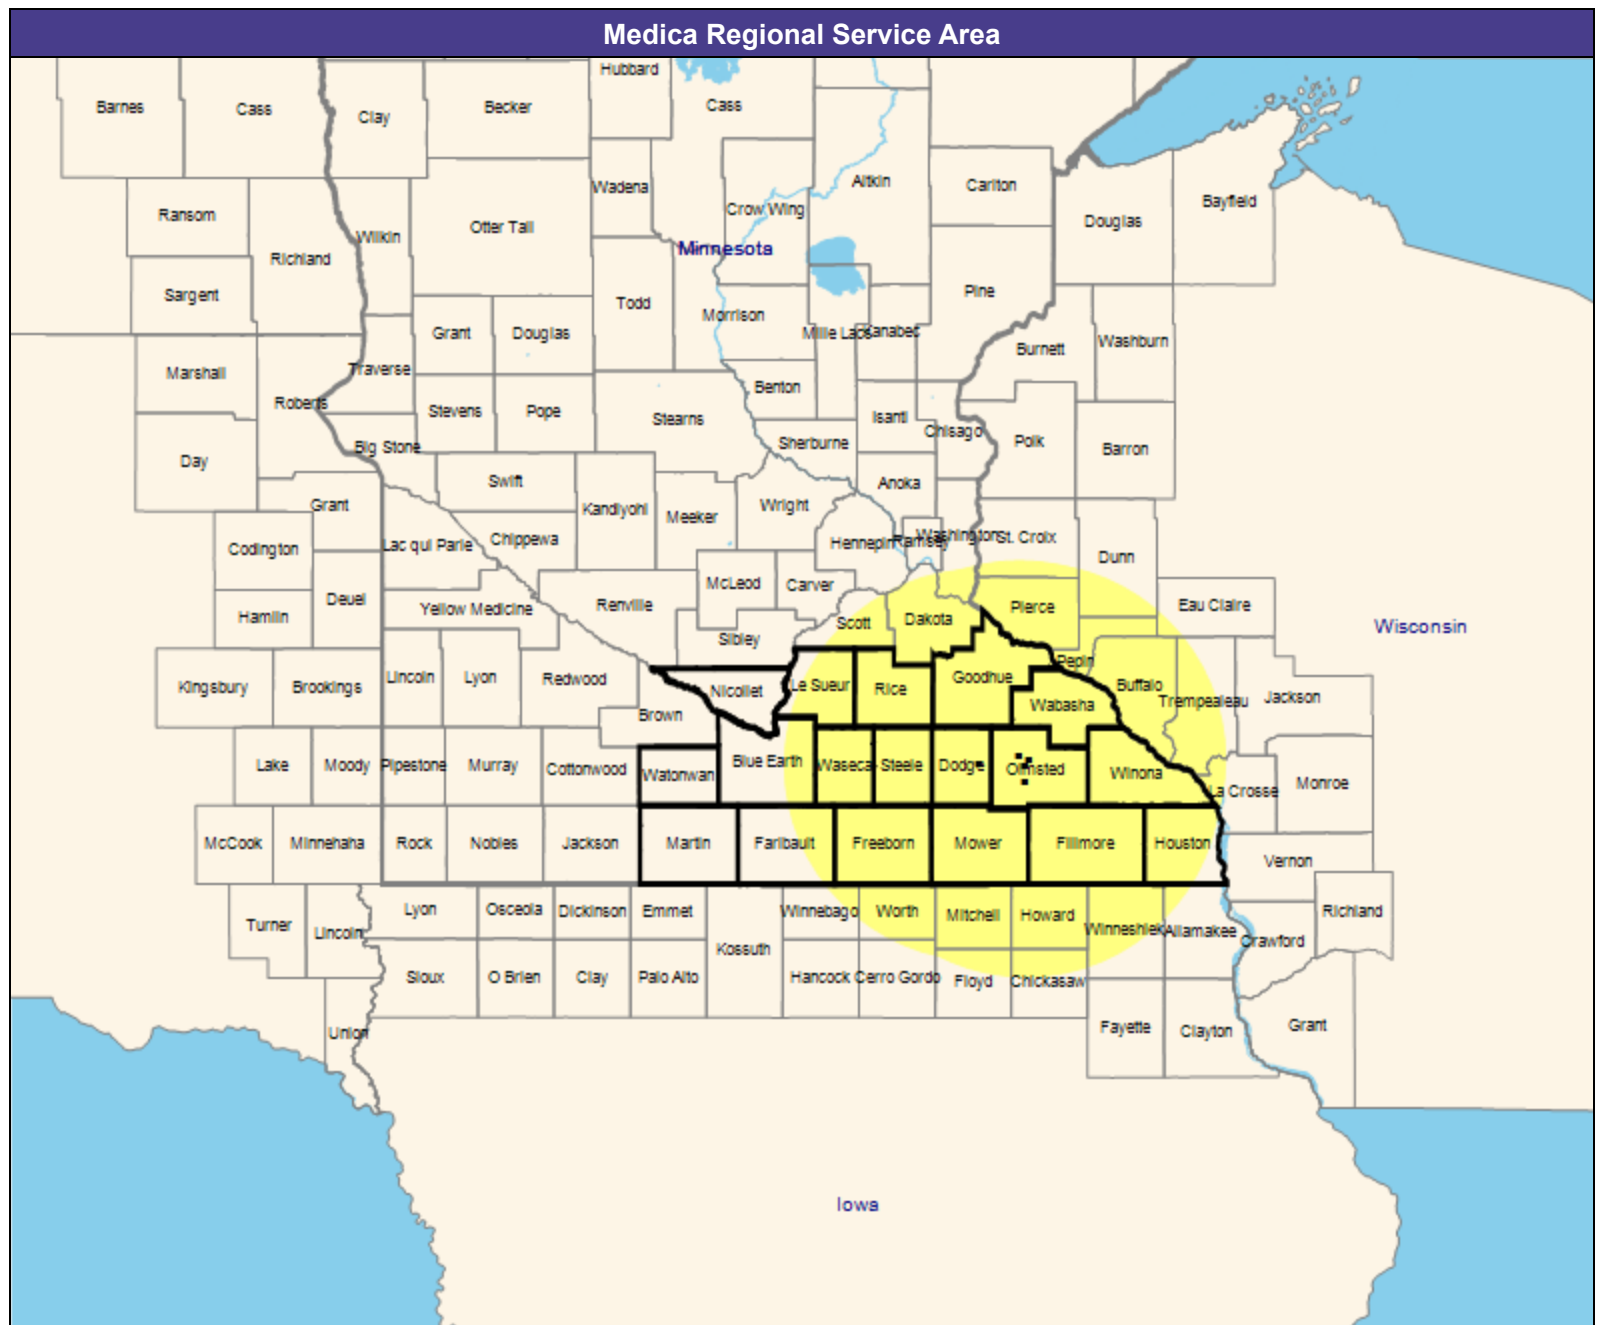 Medica Regional Service Area
Hubbard
Barnes
Cass
Clay
Becker
Cass
Wadena
Aitkin
Carlton
Ransom
Wilkin
Otter Tail
Crow Wing
Douglas
Bayfield
Richland
Minnesota
Sargent
Todd
Pine
Grant
Douglas
Morrison
Mille Lacs
Kanabec
Burnett
Washburn
Marshall
Traverse
Benton
Roberts
Stevens
Pope
Stearns
Isanti
Chisago
Polk
Barron
Big Stone
Sherburne
Day
Swift
Anoka
Grant
Kandiyohi
Meeker
Wright
Codington
Lac qui Parle
Chippewa
Hennepin
Ramsey
Washington
St. Croix
Dunn
McLeod
Carver
Deuel
Hamlin
Yellow Medicine
Renville
Scott
Dakota
Pierce
Eau Claire
Wisconsin
Sibley
Pepin
Kingsbury
Brookings
Lincoln
Lyon
Redwood
Nicollet
Le Sueur
Rice
Goodhue
Buffalo
Trempealeau
Jackson
Brown
Wabasha
Lake
Moody
Pipestone
Murray
Cottonwood
Watonwan
Blue Earth
Waseca
Steele
Dodge
Olmsted
Winona
La Crosse
Monroe
McCook
Minnehaha
Rock
Nobles
Jackson
Martin
Faribault
Freeborn
Mower
Fillmore
Houston
Vernon
Turner
Lincoln
Lyon
Osceola
Dickinson
Emmet
Winnebago
Worth
Mitchell
Howard
Winneshiek
Allamakee
Crawford
Richland
Kossuth
Sioux
O Brien
Clay
Palo Alto
Hancock
Cerro Gordo
Floyd
Chickasaw
Union
Fayette
Clayton
Grant
Iowa